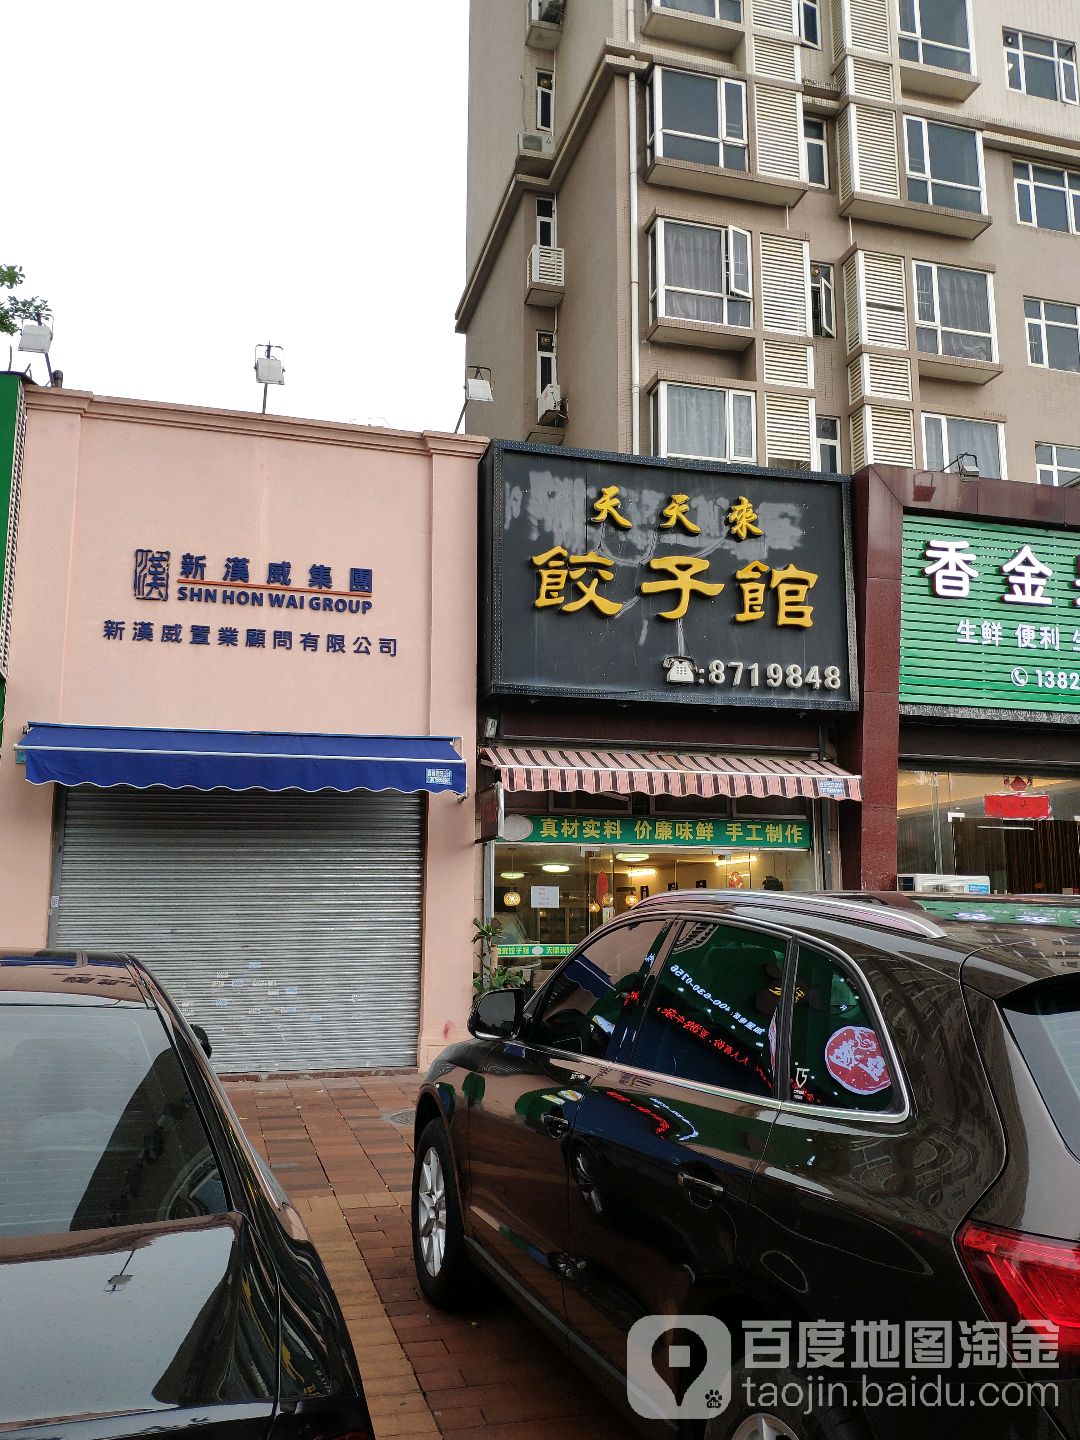 漢 新漢威集團
SHN HON WAI GROUP
新漢威置業顧問有限公司
天天來
餃子館
:8719848
真材实料 价廉味鲜 手工制作
香金
生鲜 便利
1382
百度地图淘金
taojin.baidu.com